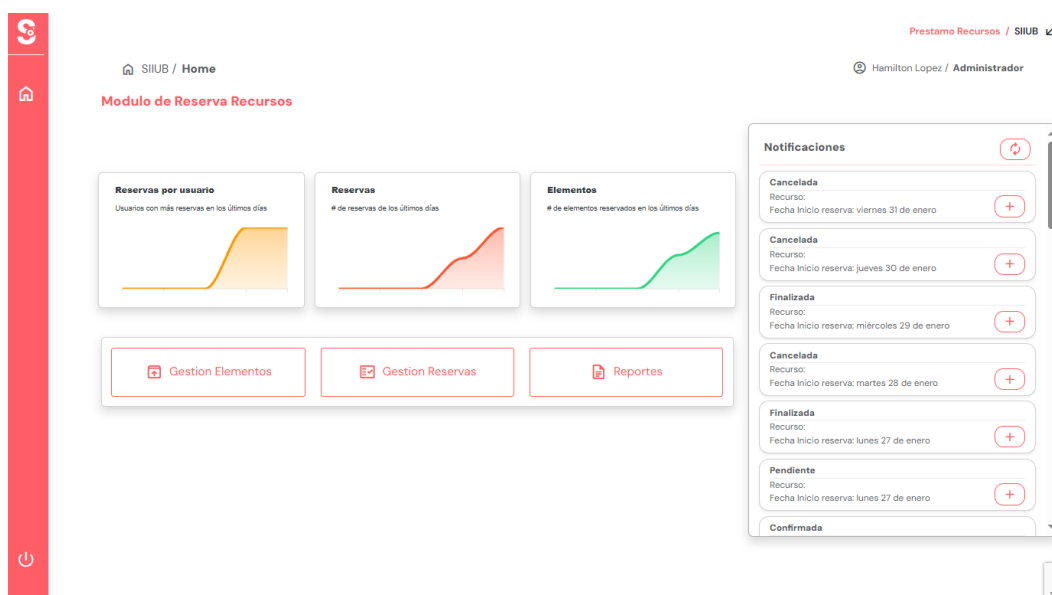 Prestamo Recursos / SIIUB
SIIUB / Home
Hamilton Lopez / Administrador
Modulo de Reserva Recursos
Reservas por usuario
Usuarios con más reservas en los últimos días
Reservas
# de reservas de los últimos días
Elementos
# de elementos reservados en los últimos días
Gestion Elementos
Gestion Reservas
Reportes
Notificaciones
Cancelada
Recurso:
Fecha Inicio reserva: viernes 31 de enero
Cancelada
Recurso:
Fecha Inicio reserva: jueves 30 de enero
Finalizada
Recurso:
Fecha Inicio reserva: miércoles 29 de enero
Cancelada
Recurso:
Fecha Inicio reserva: martes 28 de enero
Finalizada
Recurso:
Fecha Inicio reserva: lunes 27 de enero
Pendiente
Recurso:
Fecha Inicio reserva: lunes 27 de enero
Confirmada